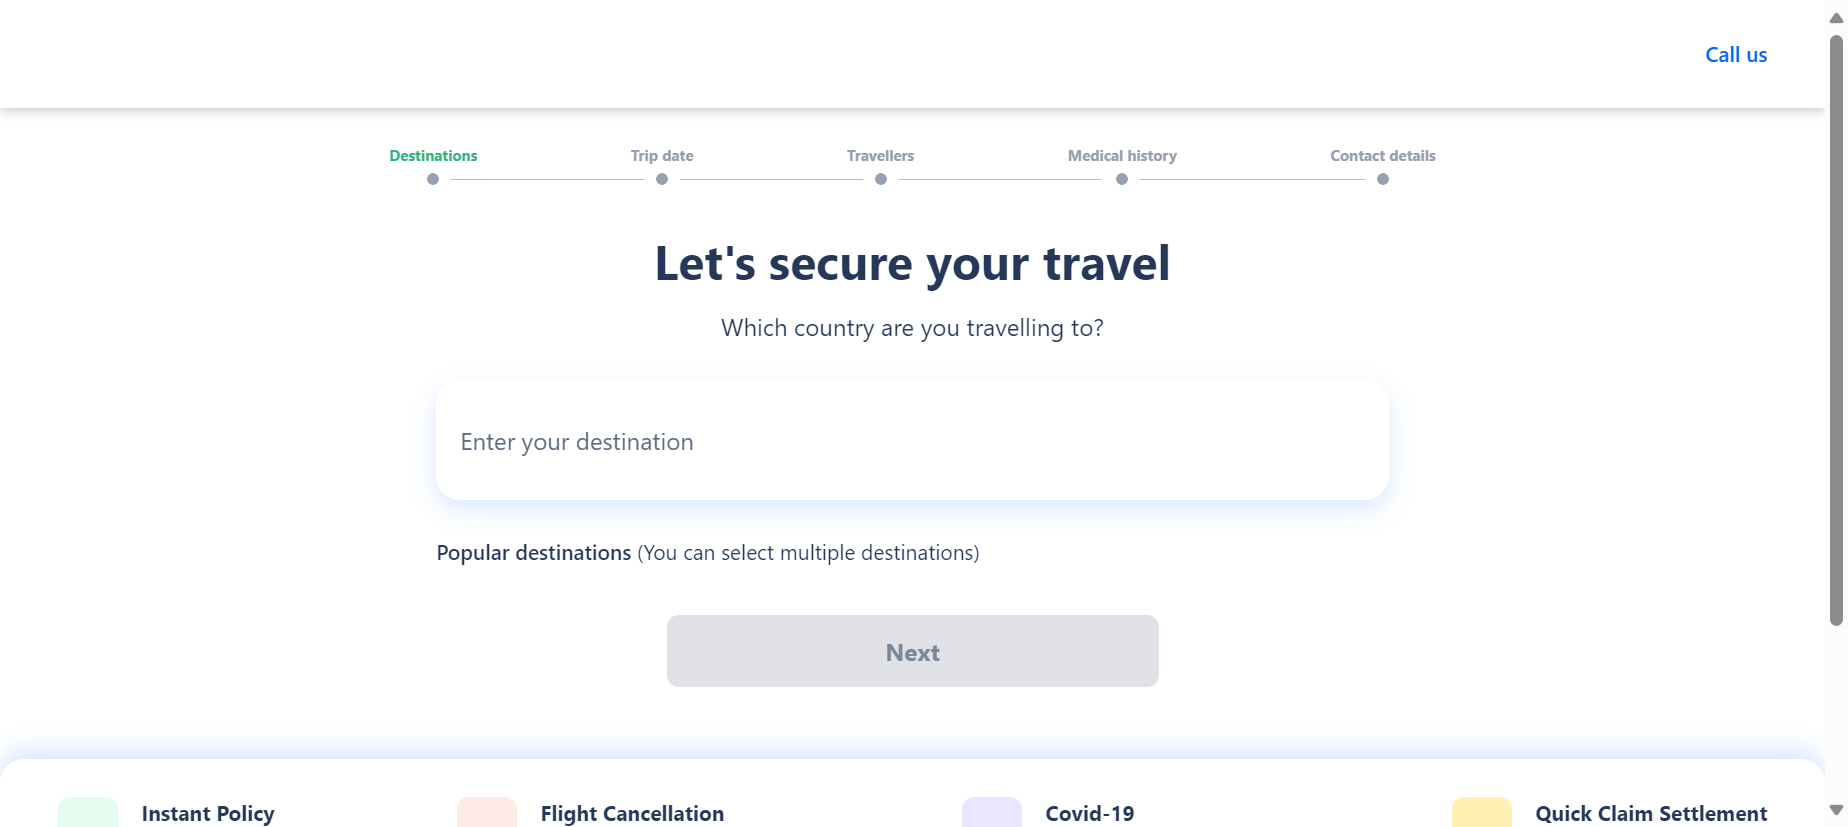 Call us
Destinations
Trip date
Travellers
Medical history
Contact details
Let's secure your travel
Which country are you travelling to?
Enter your destination
Popular destinations (You can select multiple destinations)
Next
Instant Policy
Flight Cancellation
Covid-19
Quick Claim Settlement